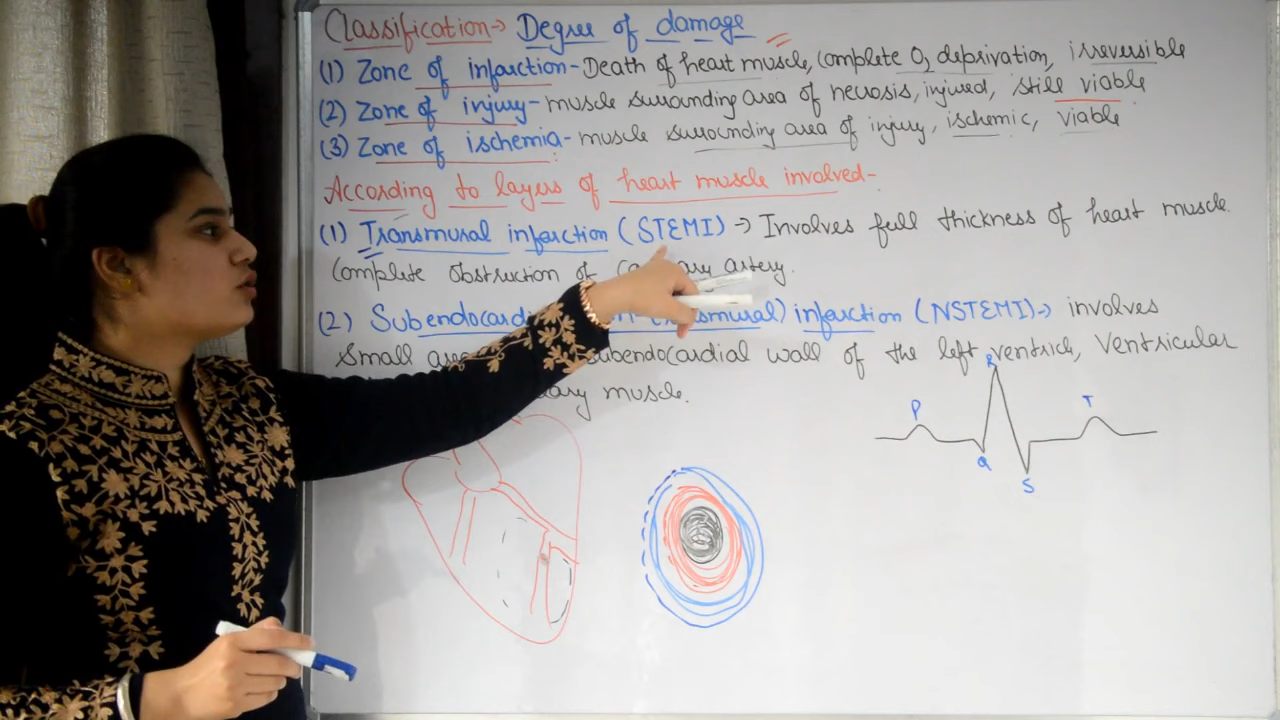 Classification→ Degree of damage
(1) Zone of infarction - Death of heart muscle, complete O2 deprivation, irreversible
(2) Zone of injury - muscle surrounding area of necrosis, injured, still viable
(3) Zone of ischemia - muscle surrounding area of injury, ischemic, viable
According to layers of heart muscle involved-
(1) Transmural infarction (STEMI) → Involves full thickness of heart muscle.
Complete obstruction of artery.
(2) infarction (NSTEMI)→ involves
Small wall of the left ventricle, Ventricular
muscle.
P
R
Q
S
T